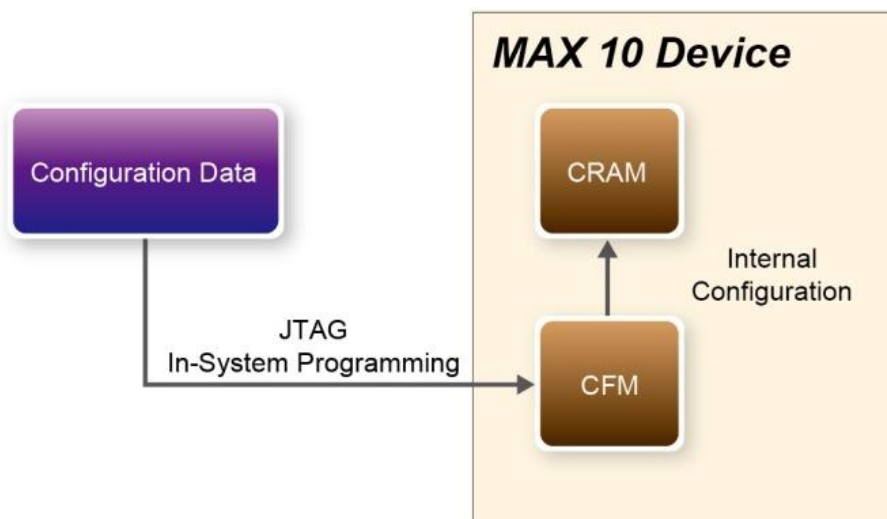 MAX 10 Device
Configuration Data
CRAM
Internal
Configuration
JTAG
In-System Programming
CFM